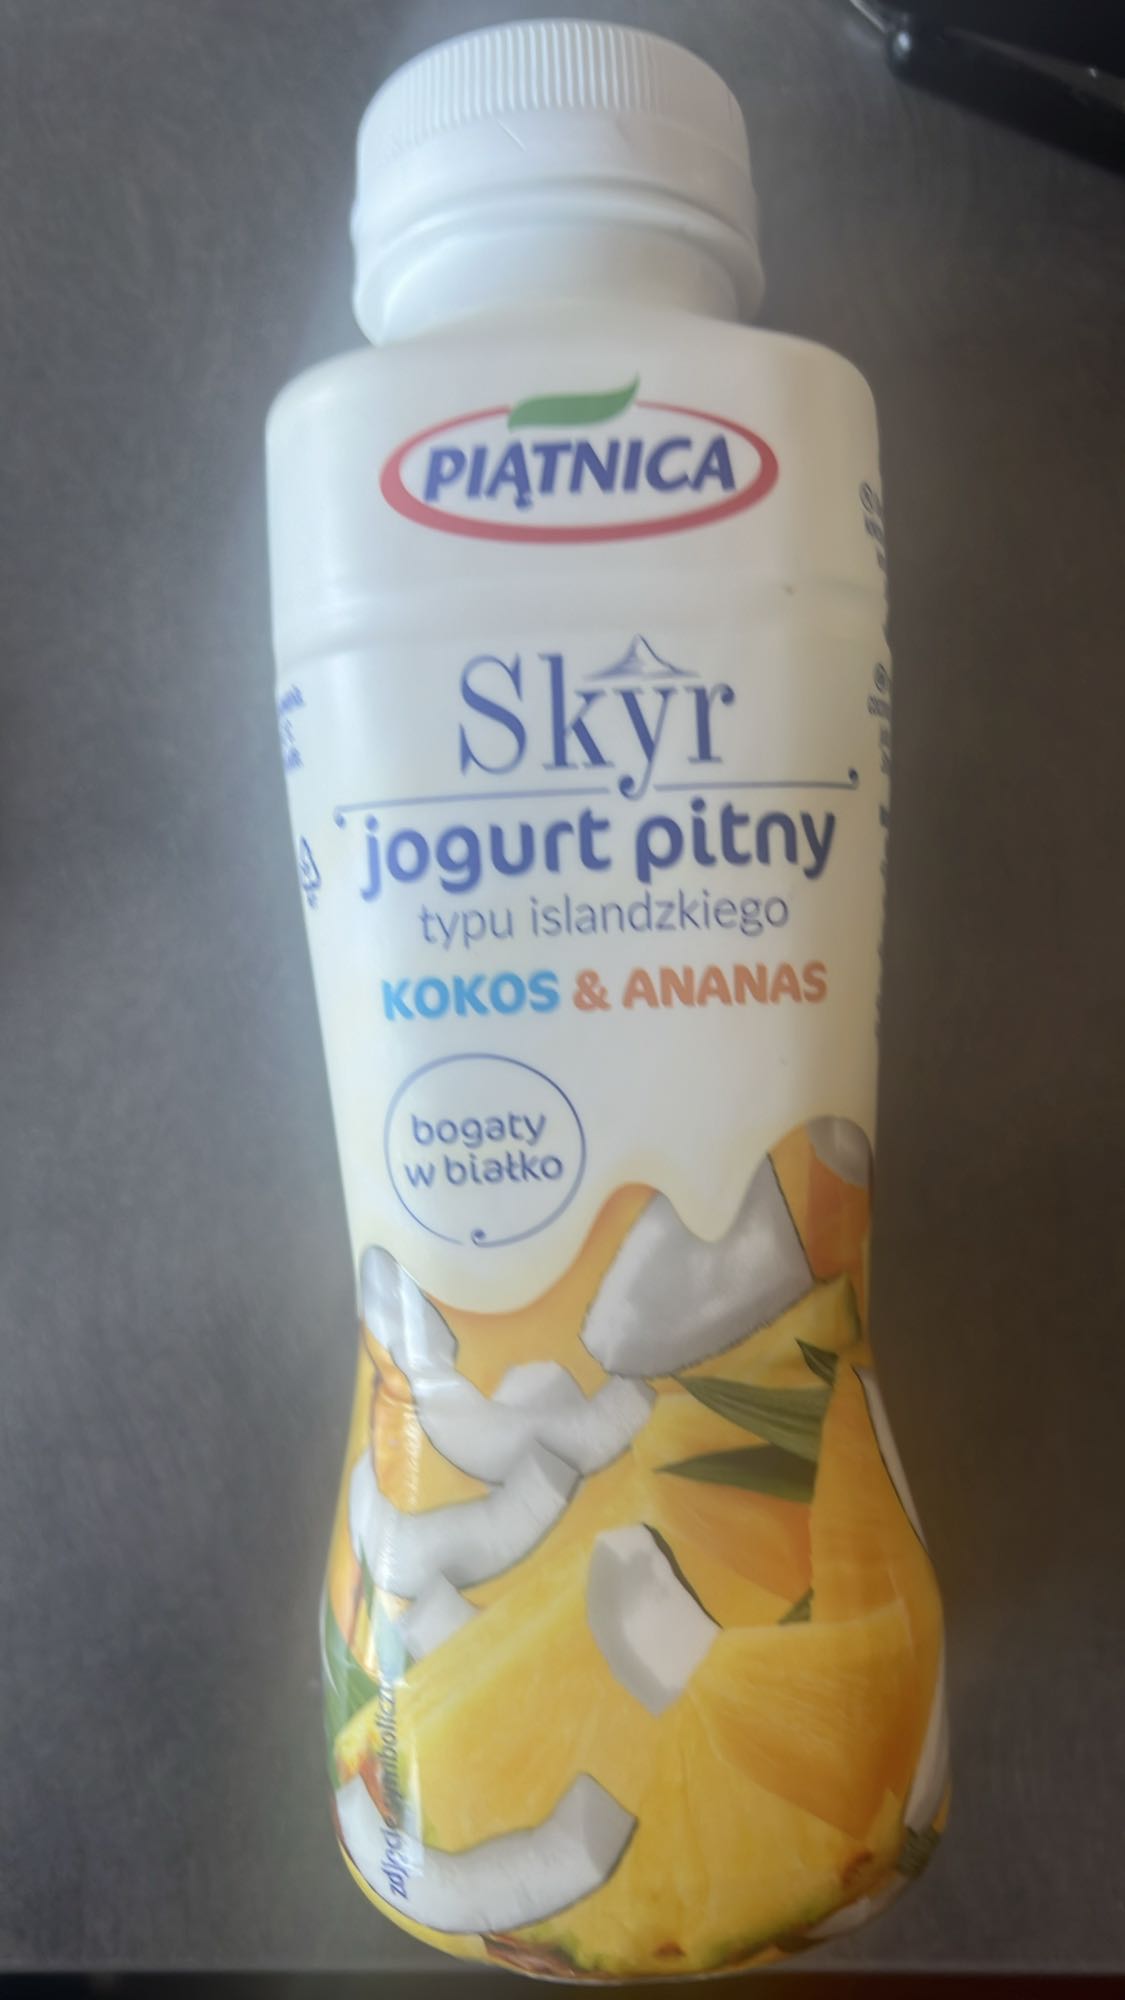 PIĄTNICA
Skyr
jogurt pitny
typu islandzkiego
KOKOS & ANANAS
bogaty
w białko